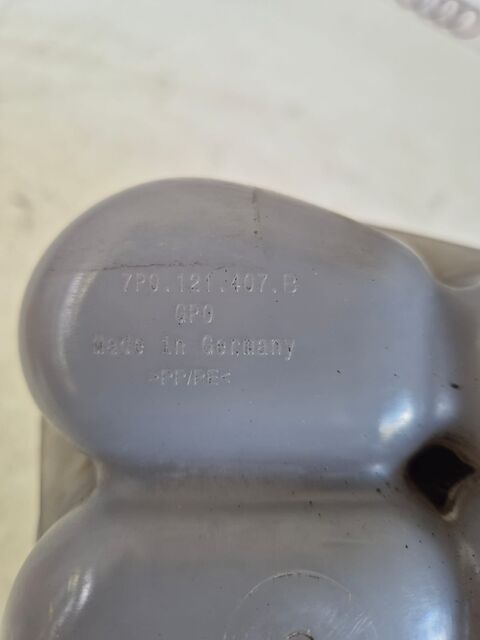 7P0.121.407.B
GP0
Made in Germany
>PP/PE<